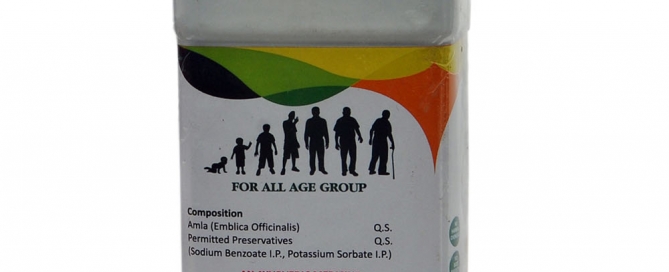 FOR ALL AGE GROUP
Composition
Amla (Emblica Officinalis) Q.S.
Permitted Preservatives Q.S.
(Sodium Benzoate I.P., Potassium Sorbate I.P.)